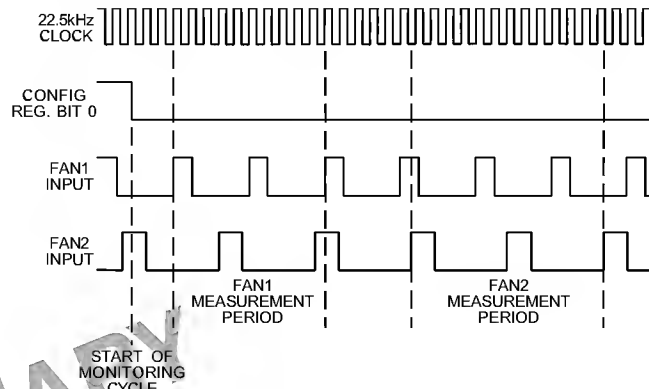 22.5kHz
CLOCK
CONFIG
REG. BIT 0
FAN1
INPUT
FAN2
INPUT
FAN1
MEASUREMENT
PERIOD
FAN2
MEASUREMENT
PERIOD
START OF
MONITORING
CYCLE